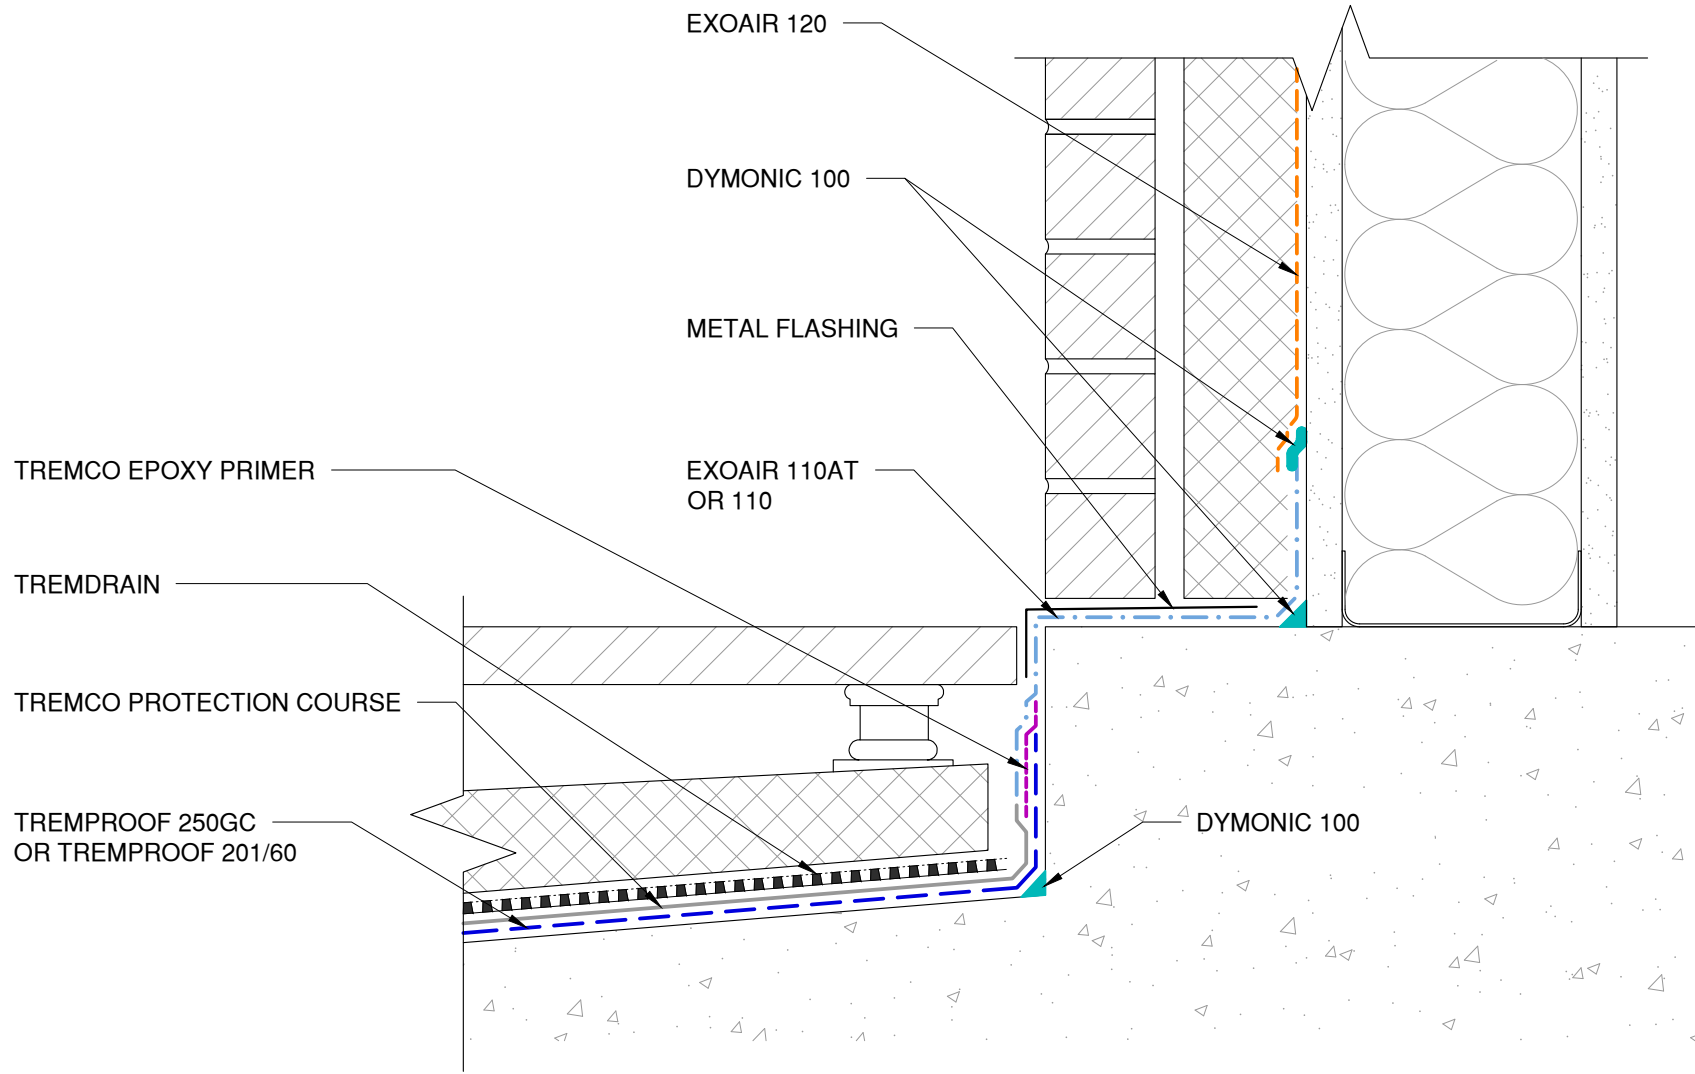 EXOAIR 120
DYMONIC 100
METAL FLASHING
TREMCO EPOXY PRIMER
EXOAIR 110AT
OR 110
TREMDRAIN
TREMCO PROTECTION COURSE
TREMPROOF 250GC
OR TREMPROOF 201/60
DYMONIC 100